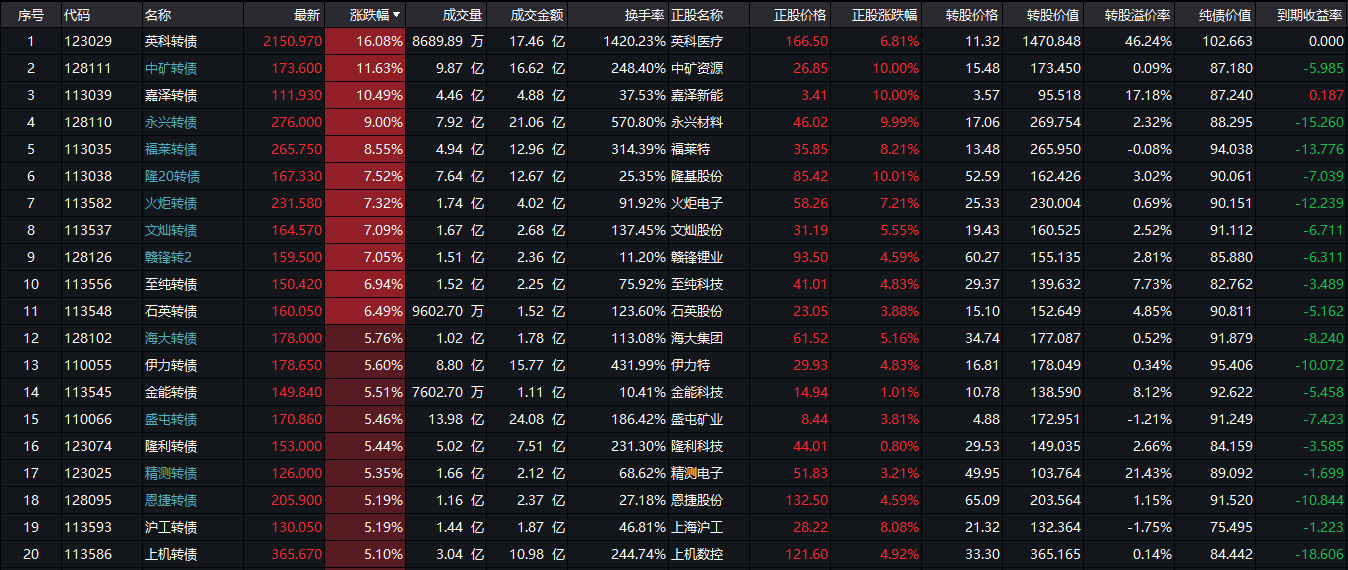 序号 代码 名称 最新 涨跌幅 成交量 成交金额 换手率 正股名称 正股价格 正股涨跌幅 转股价格 转股价值 转股溢价率 纯债价值 到期收益率
1 123029 英科转债 2150.970 16.08% 8689.89 万 17.46 亿 1420.23% 英科医疗 166.50 6.81% 11.32 1470.848 46.24% 102.663 0.000
2 128111 中矿转债 173.600 11.63% 9.87 亿 16.62 亿 248.40% 中矿资源 26.85 10.00% 15.48 173.450 0.09% 87.180 -5.985
3 113039 嘉泽转债 111.930 10.49% 4.46 亿 4.88 亿 37.53% 嘉泽新能 3.41 10.00% 3.57 95.518 17.18% 87.240 0.187
4 128110 永兴转债 276.000 9.00% 7.92 亿 21.06 亿 570.80% 永兴材料 46.02 9.99% 17.06 269.754 2.32% 88.295 -15.260
5 113035 福莱转债 265.750 8.55% 4.94 亿 12.96 亿 314.39% 福莱特 35.85 8.21% 13.48 265.950 -0.08% 94.038 -13.776
6 113038 隆20转债 167.330 7.52% 7.64 亿 12.67 亿 25.35% 隆基股份 85.42 10.01% 52.59 162.426 3.02% 90.061 -7.039
7 113582 火炬转债 231.580 7.32% 1.74 亿 4.02 亿 91.92% 火炬电子 58.26 7.21% 25.33 230.004 0.69% 90.151 -12.239
8 113537 文灿转债 164.570 7.09% 1.67 亿 2.68 亿 137.45% 文灿股份 31.19 5.55% 19.43 160.525 2.52% 91.112 -6.711
9 128126 赣锋转2 159.500 7.05% 1.51 亿 2.36 亿 11.20% 赣锋锂业 93.50 4.59% 60.27 155.135 2.81% 85.880 -6.311
10 113556 至纯转债 150.420 6.94% 1.52 亿 2.25 亿 75.92% 至纯科技 41.01 4.83% 29.37 139.632 7.73% 82.762 -3.489
11 113548 石英转债 160.050 6.49% 9602.70 万 1.52 亿 123.60% 石英股份 23.05 3.88% 15.10 152.649 4.85% 90.811 -5.162
12 128102 海大转债 178.000 5.76% 1.02 亿 1.78 亿 113.08% 海大集团 61.52 5.16% 34.74 177.087 0.52% 91.879 -8.240
13 110055 伊力转债 178.650 5.60% 8.80 亿 15.77 亿 431.99% 伊力特 29.93 4.83% 16.81 178.049 0.34% 95.406 -10.072
14 113545 金能转债 149.840 5.51% 7602.70 万 1.11 亿 10.41% 金能科技 14.94 1.01% 10.78 138.590 8.12% 92.622 -5.458
15 110066 盛屯转债 170.860 5.46% 13.98 亿 24.08 亿 186.42% 盛屯矿业 8.44 3.81% 4.88 172.951 -1.21% 91.249 -7.423
16 123074 隆利转债 153.000 5.44% 5.02 亿 7.51 亿 231.30% 隆利科技 44.01 0.80% 29.53 149.035 2.66% 84.159 -3.585
17 123025 精测转债 126.000 5.35% 1.66 亿 2.12 亿 68.62% 精测电子 51.83 3.21% 49.95 103.764 21.43% 89.092 -1.699
18 128095 恩捷转债 205.900 5.19% 1.16 亿 2.37 亿 27.18% 恩捷股份 132.50 4.59% 65.09 203.564 1.15% 91.520 -10.844
19 113593 沪工转债 130.050 5.19% 1.44 亿 1.87 亿 46.81% 上海沪工 28.22 8.08% 21.32 132.364 -1.75% 75.495 -1.223
20 113586 上机转债 365.670 5.10% 3.04 亿 10.98 亿 244.74% 上机数控 121.60 4.92% 33.30 365.165 0.14% 84.442 -18.606